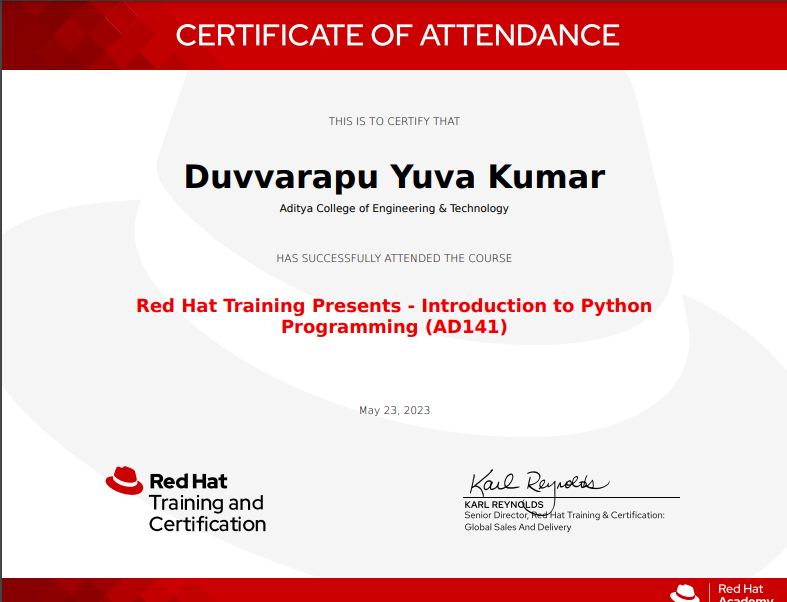 CERTIFICATE OF ATTENDANCE
THIS IS TO CERTIFY THAT
Duvvarapu Yuva Kumar
Aditya College of Engineering & Technology
HAS SUCCESSFULLY ATTENDED THE COURSE
Red Hat Training Presents - Introduction to Python
Programming (AD141)
May 23, 2023
Red Hat
Training and
Certification
Karl Reynolds
KARL REYNOLDS
Senior Director, Red Hat Training & Certification:
Global Sales And Delivery
Red Hat
Academy